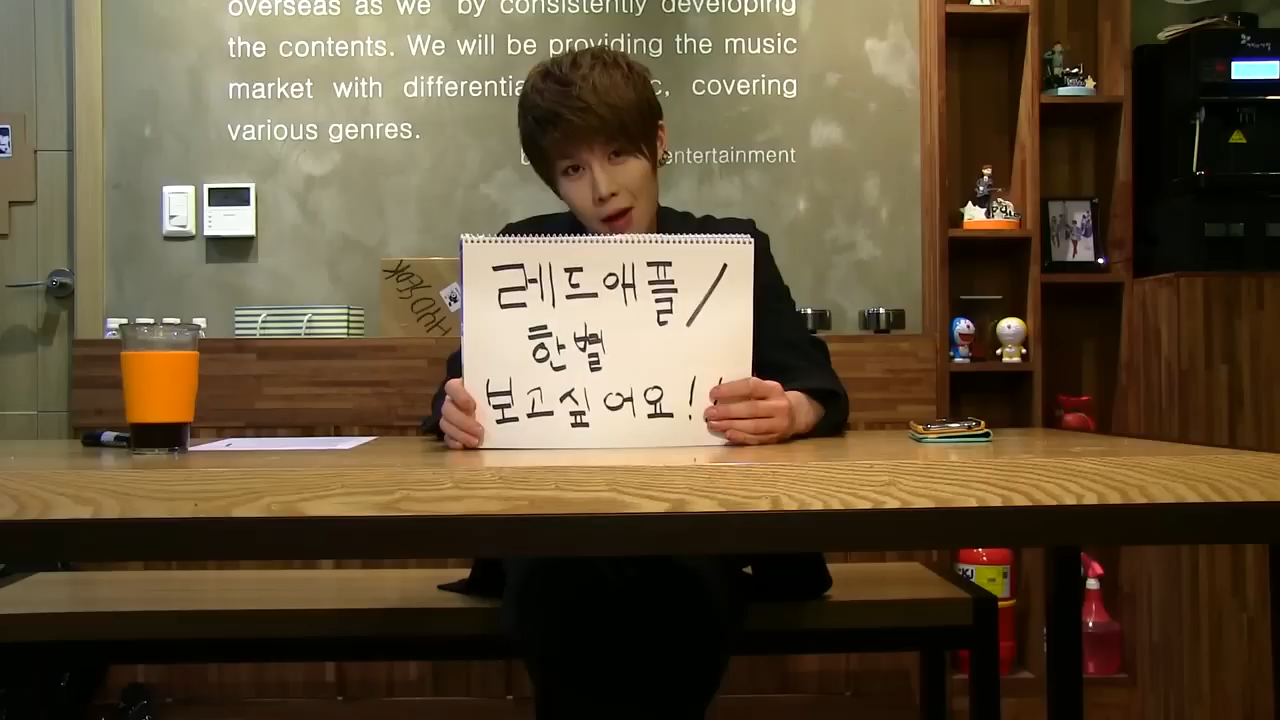 overseas as we by consistently developing
the contents. We will be providing the music
market with differentia c, covering
various genres.
entertainment
레드애플/
한별
보고싶어요!!